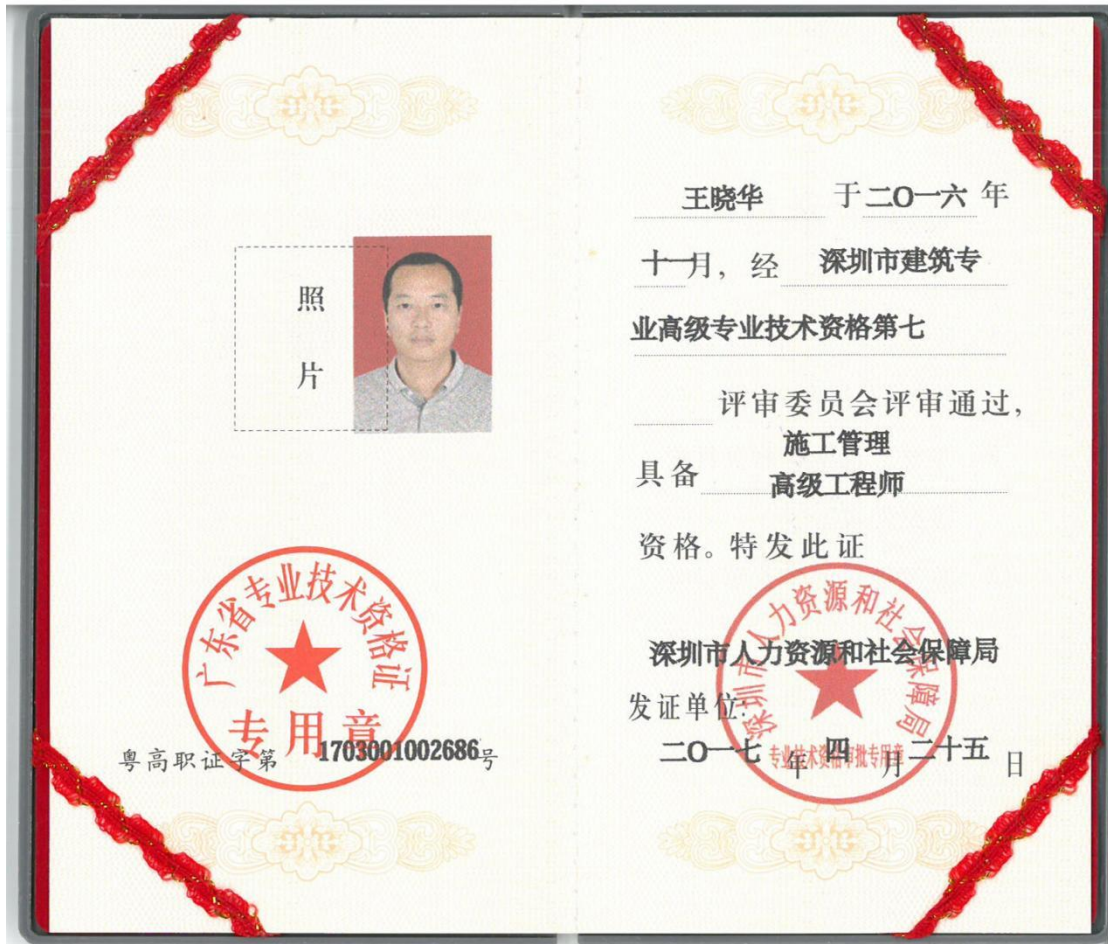 照
片
广东省专业技术资格证
专用章
粤高职证字第 1703001002686号
王晓华 于二O一六 年
十一月，经 深圳市建筑专
业高级专业技术资格第七
评审委员会评审通过，
施工管理
具备 高级工程师
资格。特发此证
深圳市人力资源和社会保障局
深圳市人力资源和社会保障局
发证单位：
二O一七 年 四 月 二十五 日
专业技术资格审批专用章